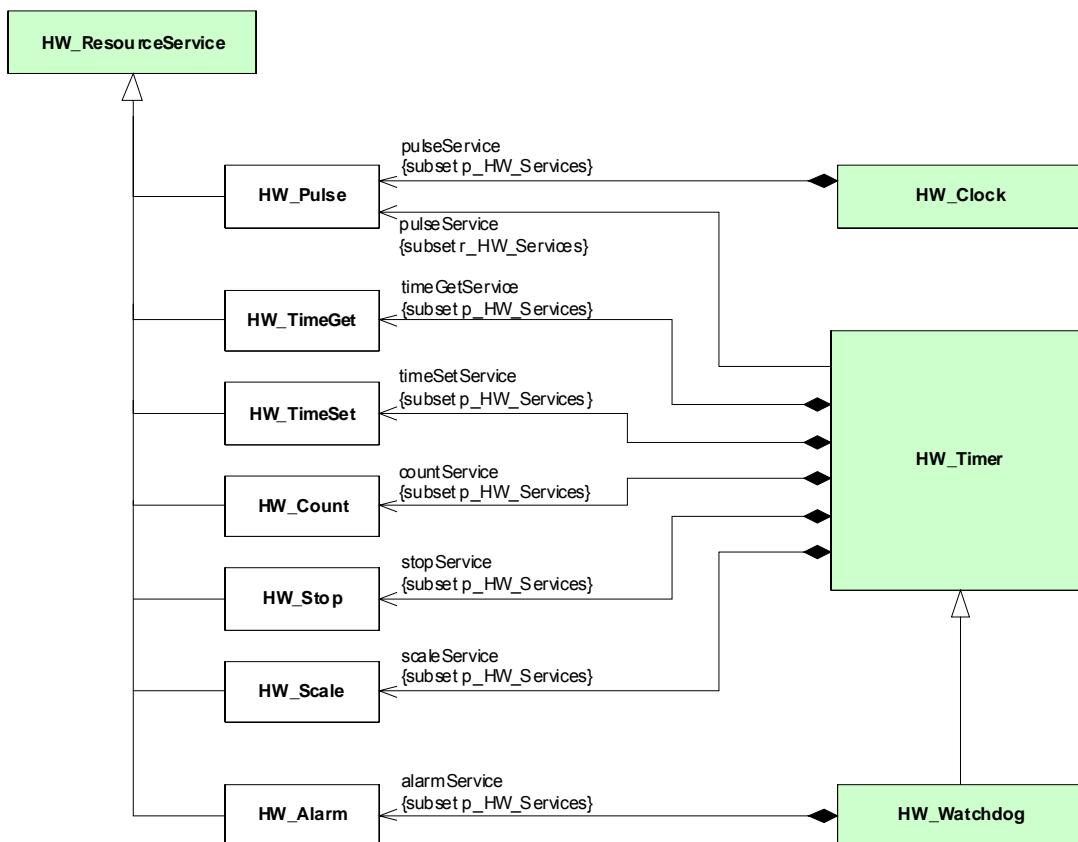 HW_ResourceService
pulseService
{subset p_HW_Services}
HW_Pulse
HW_Clock
pulseService
{subset r_HW_Services}
timeGetService
{subset p_HW_Services}
HW_TimeGet
timeSetService
{subset p_HW_Services}
HW_TimeSet
HW_Timer
countService
{subset p_HW_Services}
HW_Count
stopService
{subset p_HW_Services}
HW_Stop
scaleService
{subset p_HW_Services}
HW_Scale
alarmService
{subset p_HW_Services}
HW_Alarm
HW_Watchdog